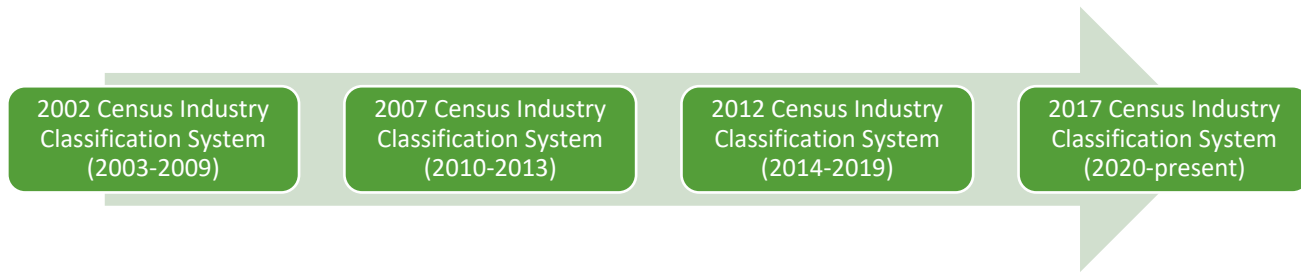 2002 Census Industry
Classification System
(2003-2009)
2007 Census Industry
Classification System
(2010-2013)
2012 Census Industry
Classification System
(2014-2019)
2017 Census Industry
Classification System
(2020-present)